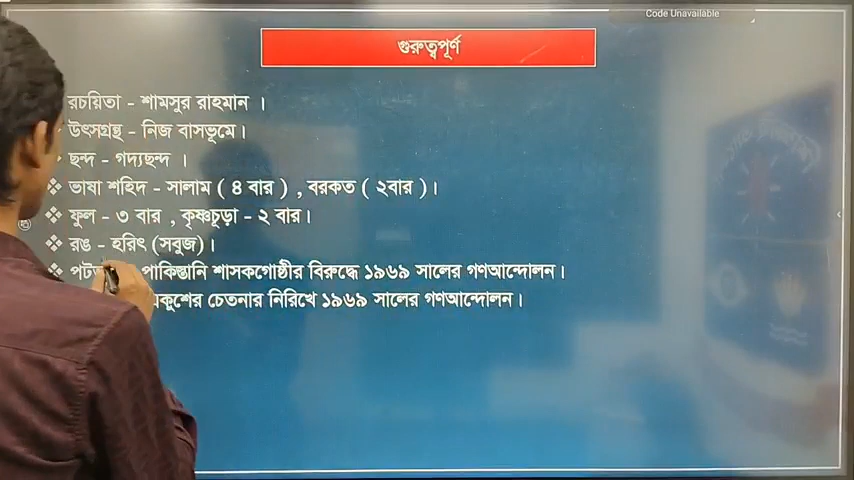 Code Unavailable
গুরুত্বপূর্ণ
রচয়িতা - শামসুর রাহমান ।
উৎসগ্রন্থ - নিজ বাসভূমে।
ছন্দ - গদ্যছন্দ ।
❖ ভাষা শহিদ - সালাম ( ৪ বার ) , বরকত ( ২বার )।
❖ ফুল - ৩ বার , কৃষ্ণচূড়া - ২ বার।
❖ রঙ - হরিৎ (সবুজ)।
❖ পাকিস্তানি শাসকগোষ্ঠীর বিরুদ্ধে ১৯৬৯ সালের গণআন্দোলন।
একুশের চেতনার নিরিখে ১৯৬৯ সালের গণআন্দোলন।